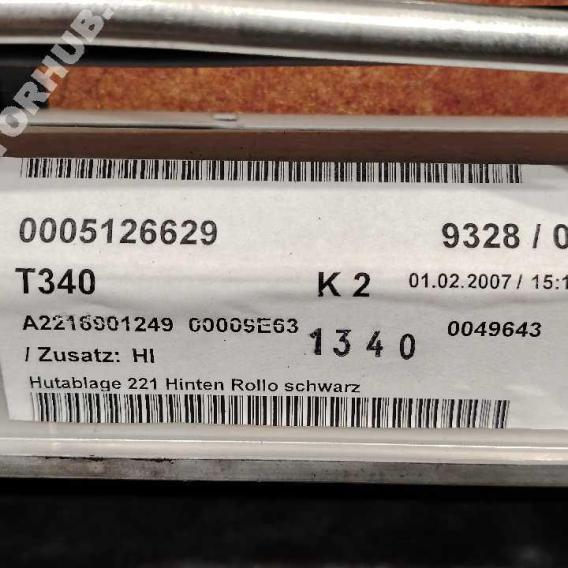 TORHUB.
0005126629 9328 / 0
T340 K 2 01.02.2007 / 15:1
A2216901249 00009E63 1340 0049643
/ Zusatz: HI
Hutablage 221 Hinten Rollo schwarz